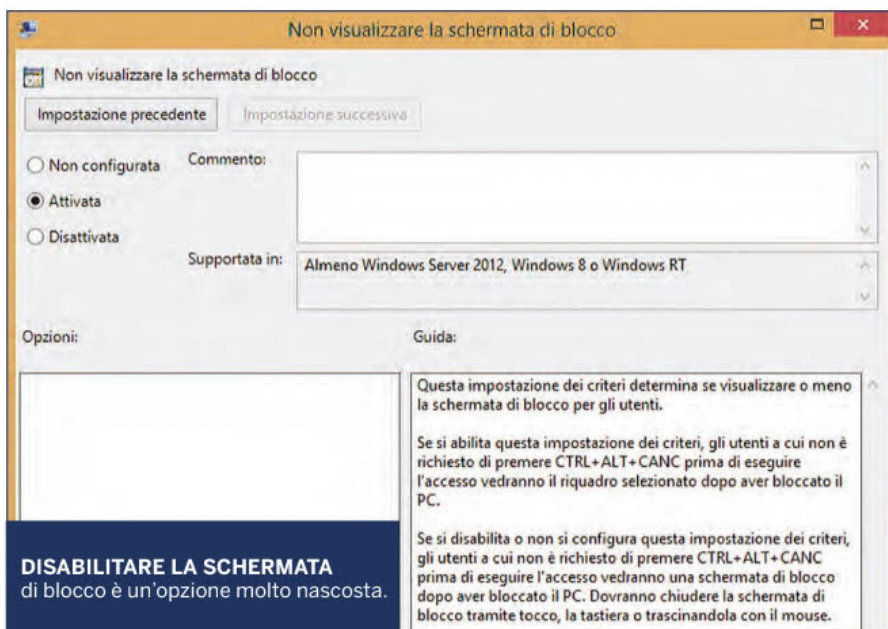 Non visualizzare la schermata di blocco
Non visualizzare la schermata di blocco
Impostazione precedente
Impostazione successiva
Non configurata
Commento:
Attivata
Disattivata
Supportata in:
Almeno Windows Server 2012, Windows 8 o Windows RT
Opzioni:
Guida:
Questa impostazione dei criteri determina se visualizzare o meno
la schermata di blocco per gli utenti.
Se si abilita questa impostazione dei criteri, gli utenti a cui non è
richiesto di premere CTRL+ALT+CANC prima di eseguire
l'accesso vedranno il riquadro selezionato dopo aver bloccato il
PC.
Se si disabilita o non si configura questa impostazione dei criteri,
gli utenti a cui non è richiesto di premere CTRL+ALT+CANC
prima di eseguire l'accesso vedranno una schermata di blocco
dopo aver bloccato il PC. Dovranno chiudere la schermata di
blocco tramite tocco, la tastiera o trascinandola con il mouse.
DISABILITARE LA SCHERMATA
di blocco è un'opzione molto nascosta.